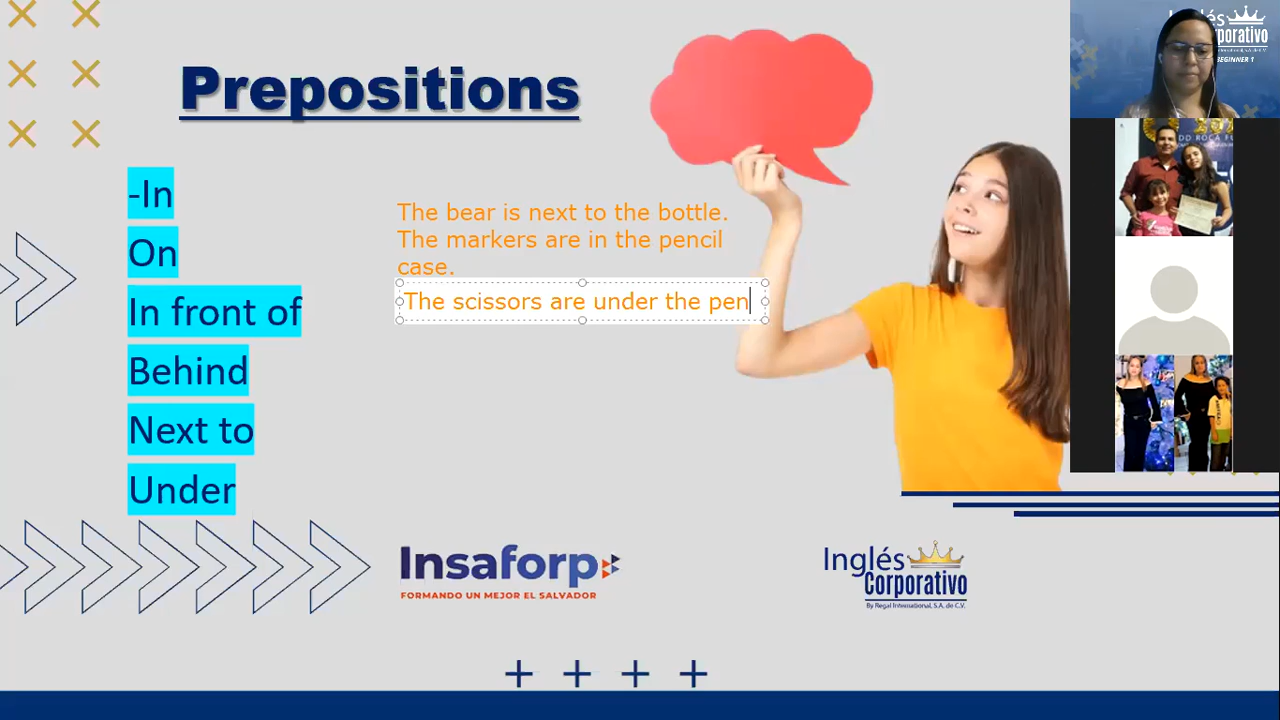 Prepositions
-In
On
In front of
Behind
Next to
Under
The bear is next to the bottle.
The markers are in the pencil
case.
The scissors are under the pen
Insaforp
FORMANDO UN MEJOR EL SALVADOR
Inglés
Corporativo
By Regal International, S.A. de C.V.
BEGINNER 1